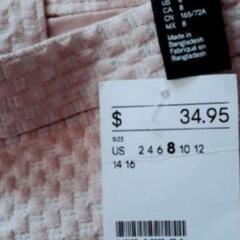 CA 8
CN 165/72A
MX 8
Made in
Bangladesh
Fabriqué en
Bangladesh
$ 34.95
SIZE
US 2 4 6 8 10 12
14 16